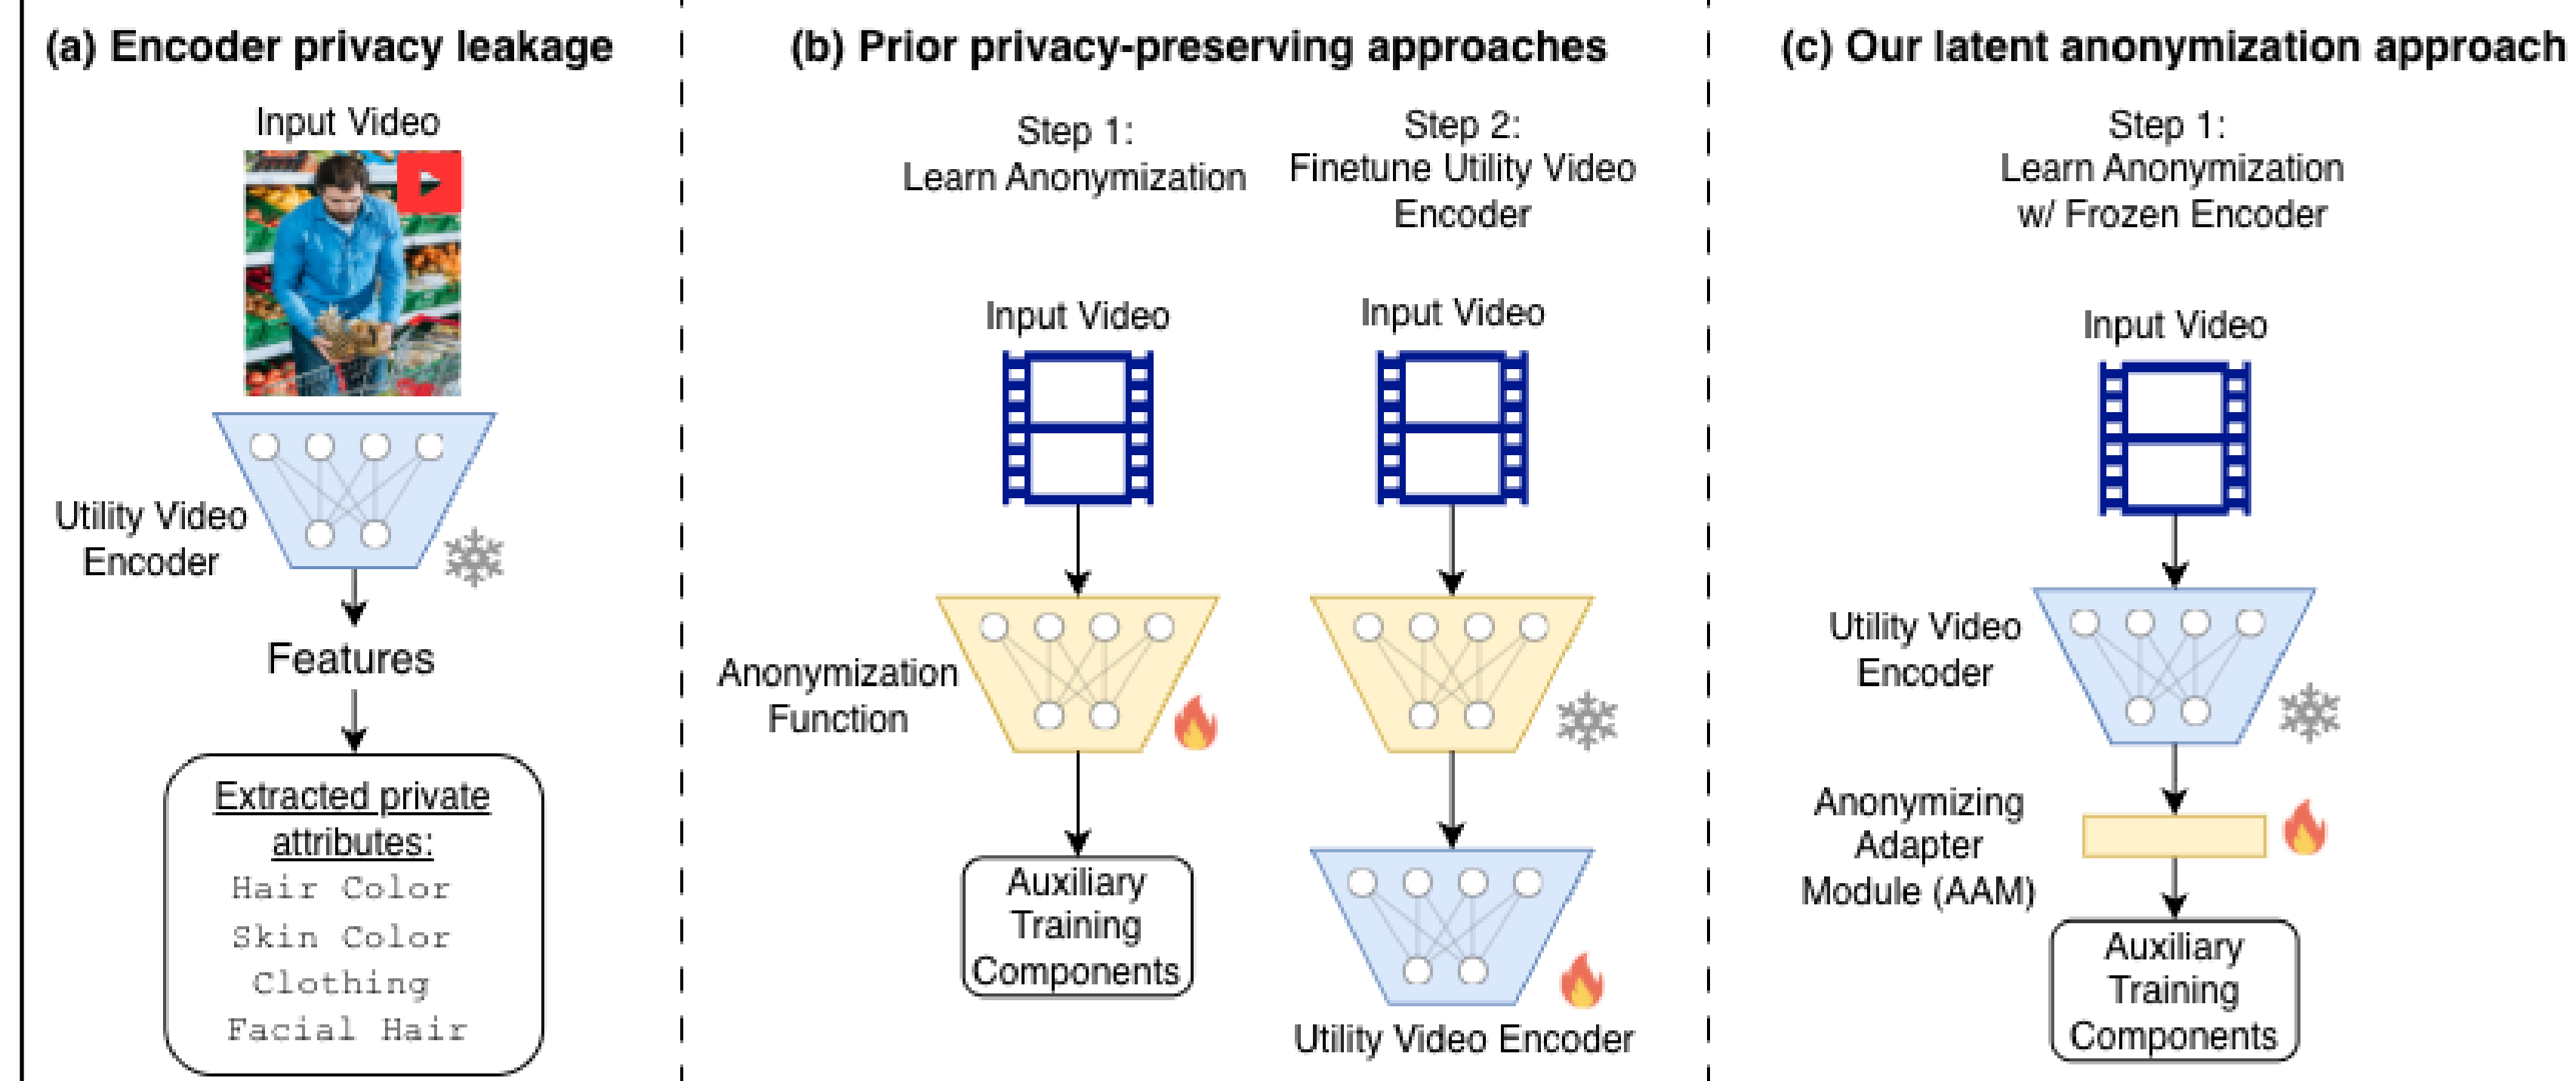 (a) Encoder privacy leakage
Input Video
Utility Video
Encoder
Features
Extracted private
attributes:
Hair Color
Skin Color
Clothing
Facial Hair
(b) Prior privacy-preserving approaches
Step 1:
Learn Anonymization
Input Video
Anonymization
Function
Auxiliary
Training
Components
Step 2:
Finetune Utility Video
Encoder
Input Video
Utility Video Encoder
(c) Our latent anonymization approach
Step 1:
Learn Anonymization
w/ Frozen Encoder
Input Video
Utility Video
Encoder
Anonymizing
Adapter
Module (AAM)
Auxiliary
Training
Components